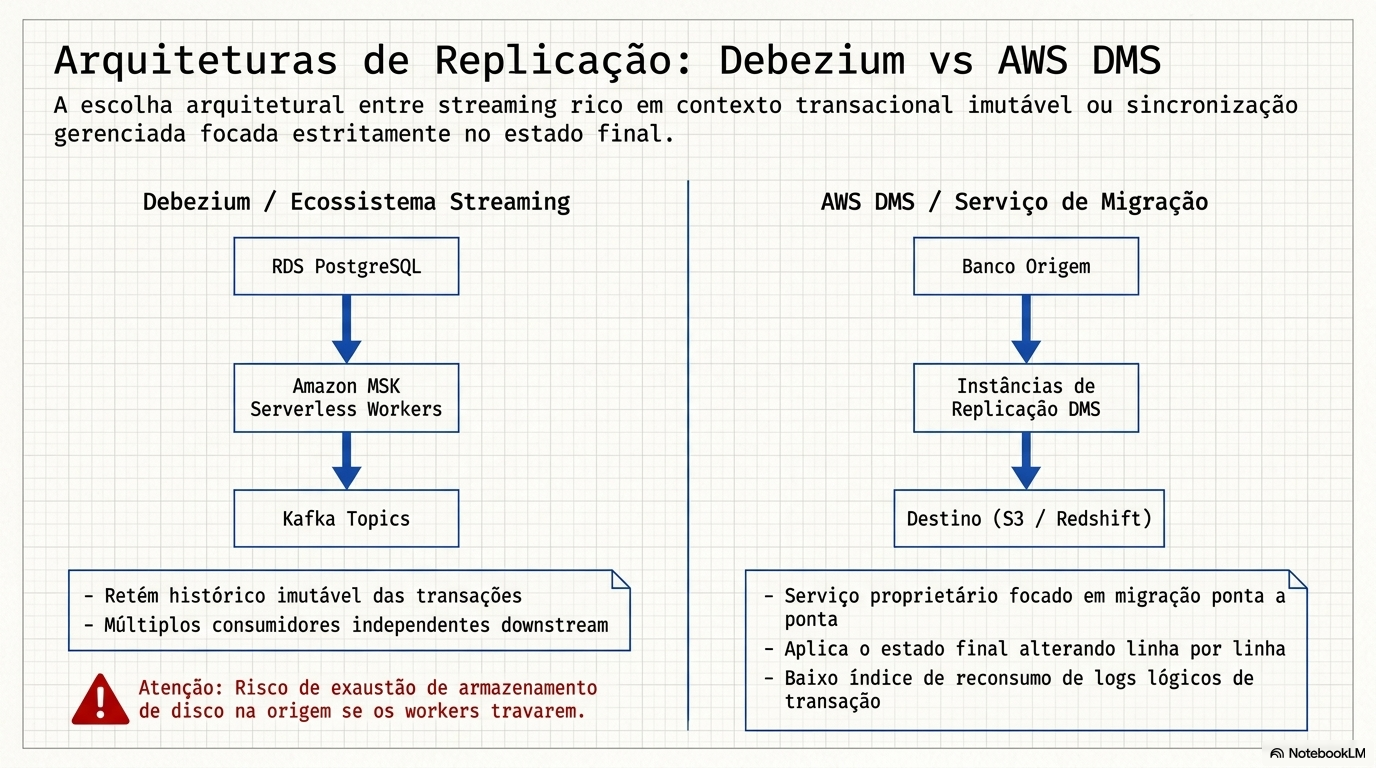 Arquiteturas de Replicação: Debezium vs AWS DMS
A escolha arquitetural entre streaming rico em contexto transacional imutável ou sincronização
gerenciada focada estritamente no estado final.
Debezium / Ecossistema Streaming
RDS PostgreSQL
Amazon MSK
Serverless Workers
Kafka Topics
- Retém histórico imutável das transações
- Múltiplos consumidores independentes downstream
Atenção: Risco de exaustão de armazenamento
de disco na origem se os workers travarem.
AWS DMS / Serviço de Migração
Banco Origem
Instâncias de
Replicação DMS
Destino (S3 / Redshift)
- Serviço proprietário focado em migração ponta a
ponta
- Aplica o estado final alterando linha por linha
- Baixo índice de reconsumo de logs lógicos de
transação
NotebookLM